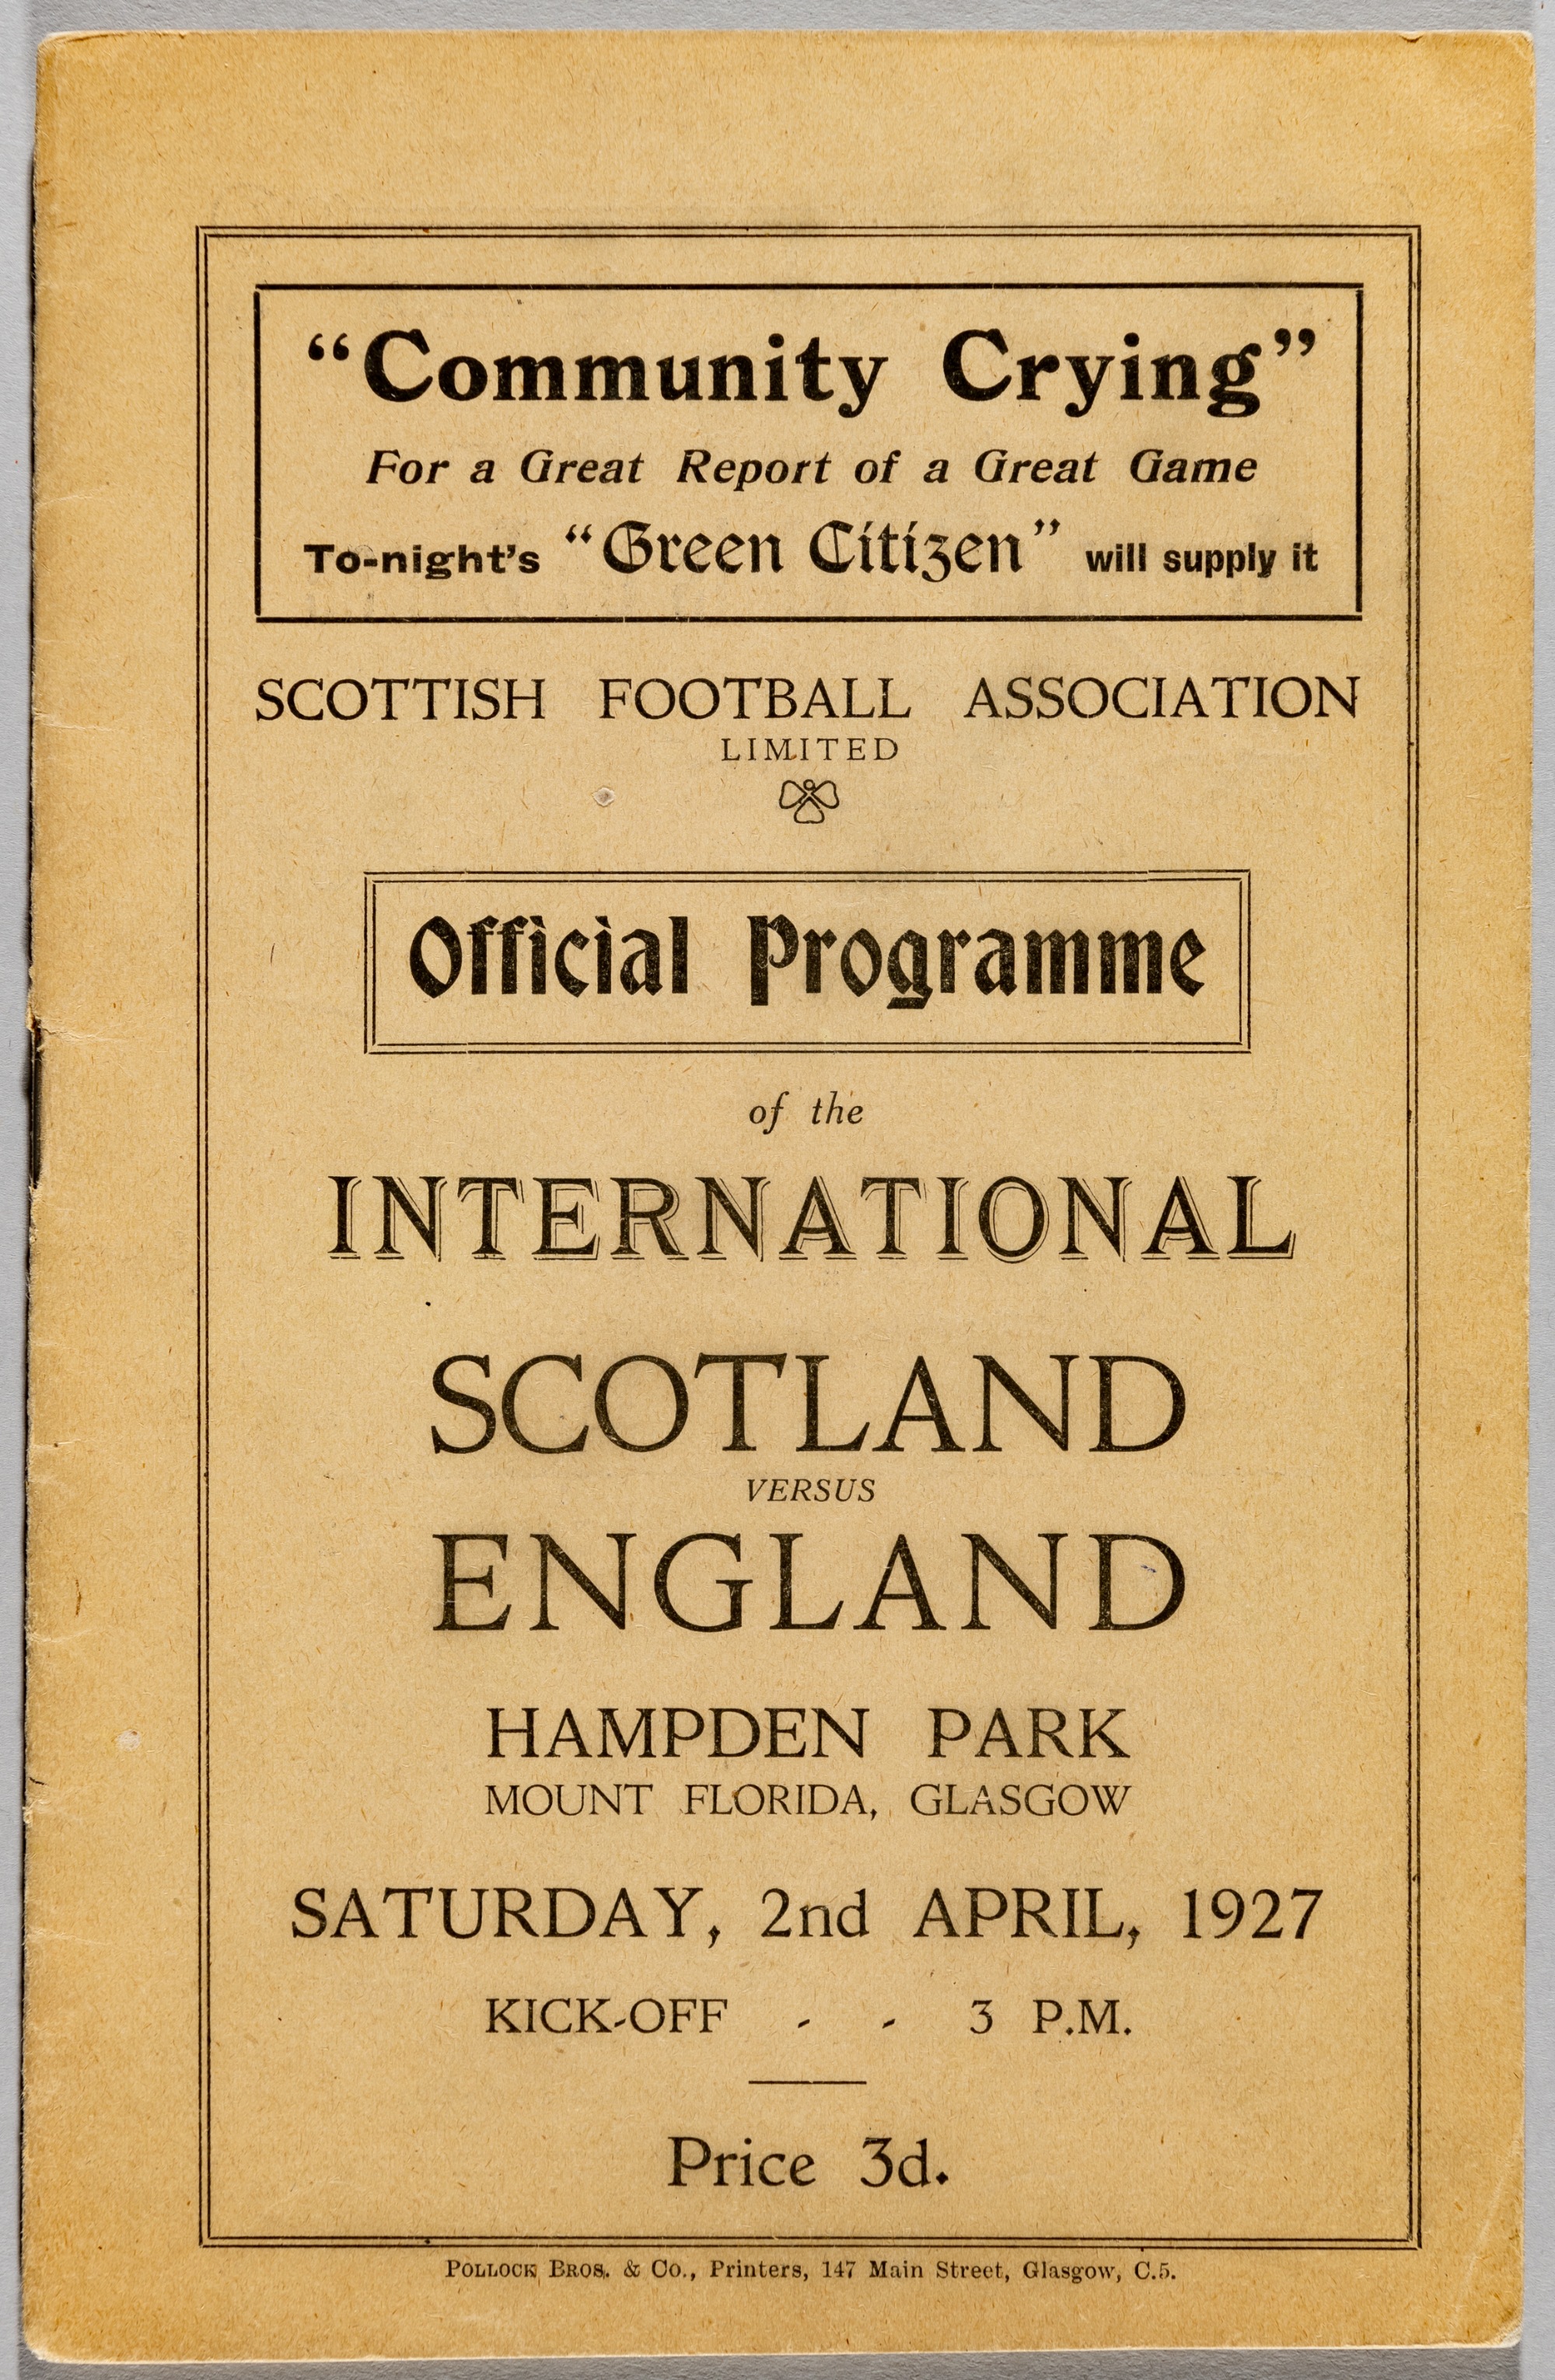 “Community Crying”
For a Great Report of a Great Game
To-night’s “Green Citizen” will supply it
SCOTTISH FOOTBALL ASSOCIATION
LIMITED
Official Programme
of the
INTERNATIONAL
SCOTLAND
VERSUS
ENGLAND
HAMPDEN PARK
MOUNT FLORIDA, GLASGOW
SATURDAY, 2nd APRIL, 1927
KICK-OFF - - 3 P.M.
Price 3d.
POLLOCK BROS. & CO., Printers, 147 Main Street, Glasgow, C.5.